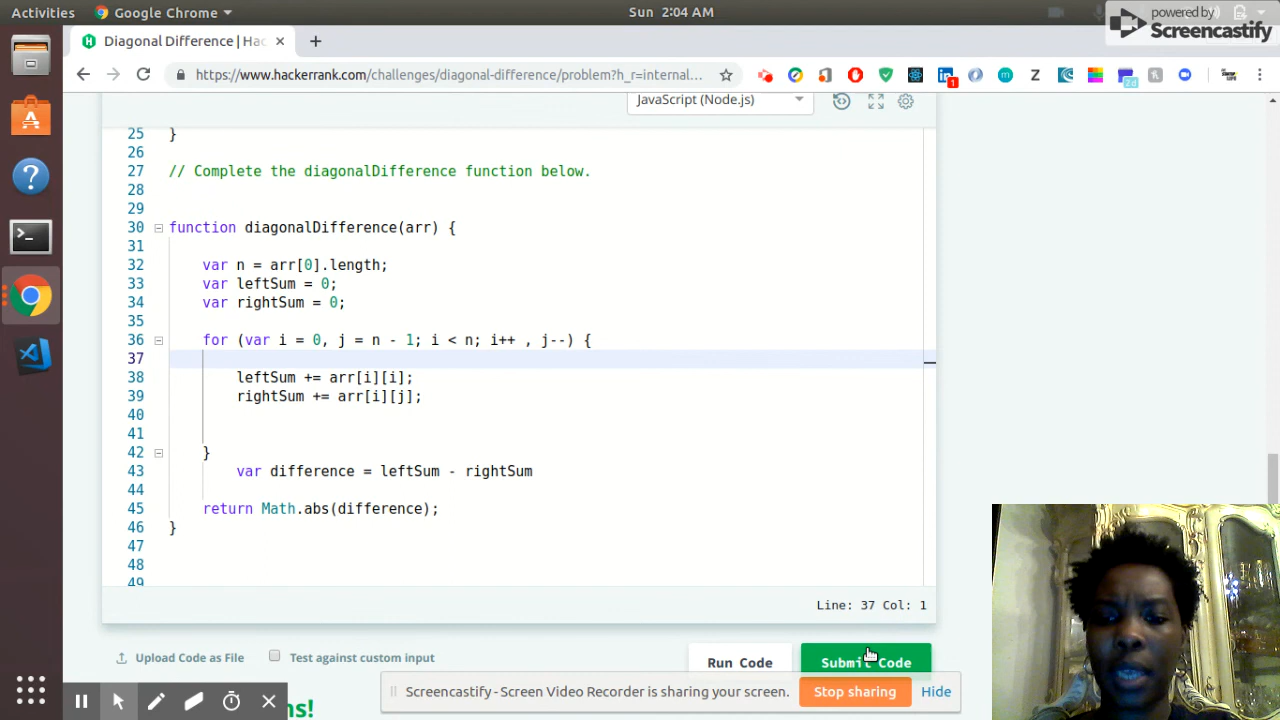 Activities Google Chrome Sun 2:04 AM
powered by
Screencastify
Diagonal Difference | Hac
https://www.hackerrank.com/challenges/diagonal-difference/problem?h_r=internal...
1
Z
2d
JavaScript (Node.js)
25 }
26
27 // Complete the diagonalDifference function below.
28
29
30 function diagonalDifference(arr) {
31
32 var n = arr[0].length;
33 var leftSum = 0;
34 var rightSum = 0;
35
36 for (var i = 0, j = n - 1; i < n; i++ , j--) {
37
38 leftSum += arr[i][i];
39 rightSum += arr[i][j];
40
41
42 }
43 var difference = leftSum - rightSum
44
45 return Math.abs(difference);
46 }
47
48
49
Line: 37 Col: 1
Upload Code as File Test against custom input Run Code Submit Code
Screencastify - Screen Video Recorder is sharing your screen. Stop sharing Hide
ns!